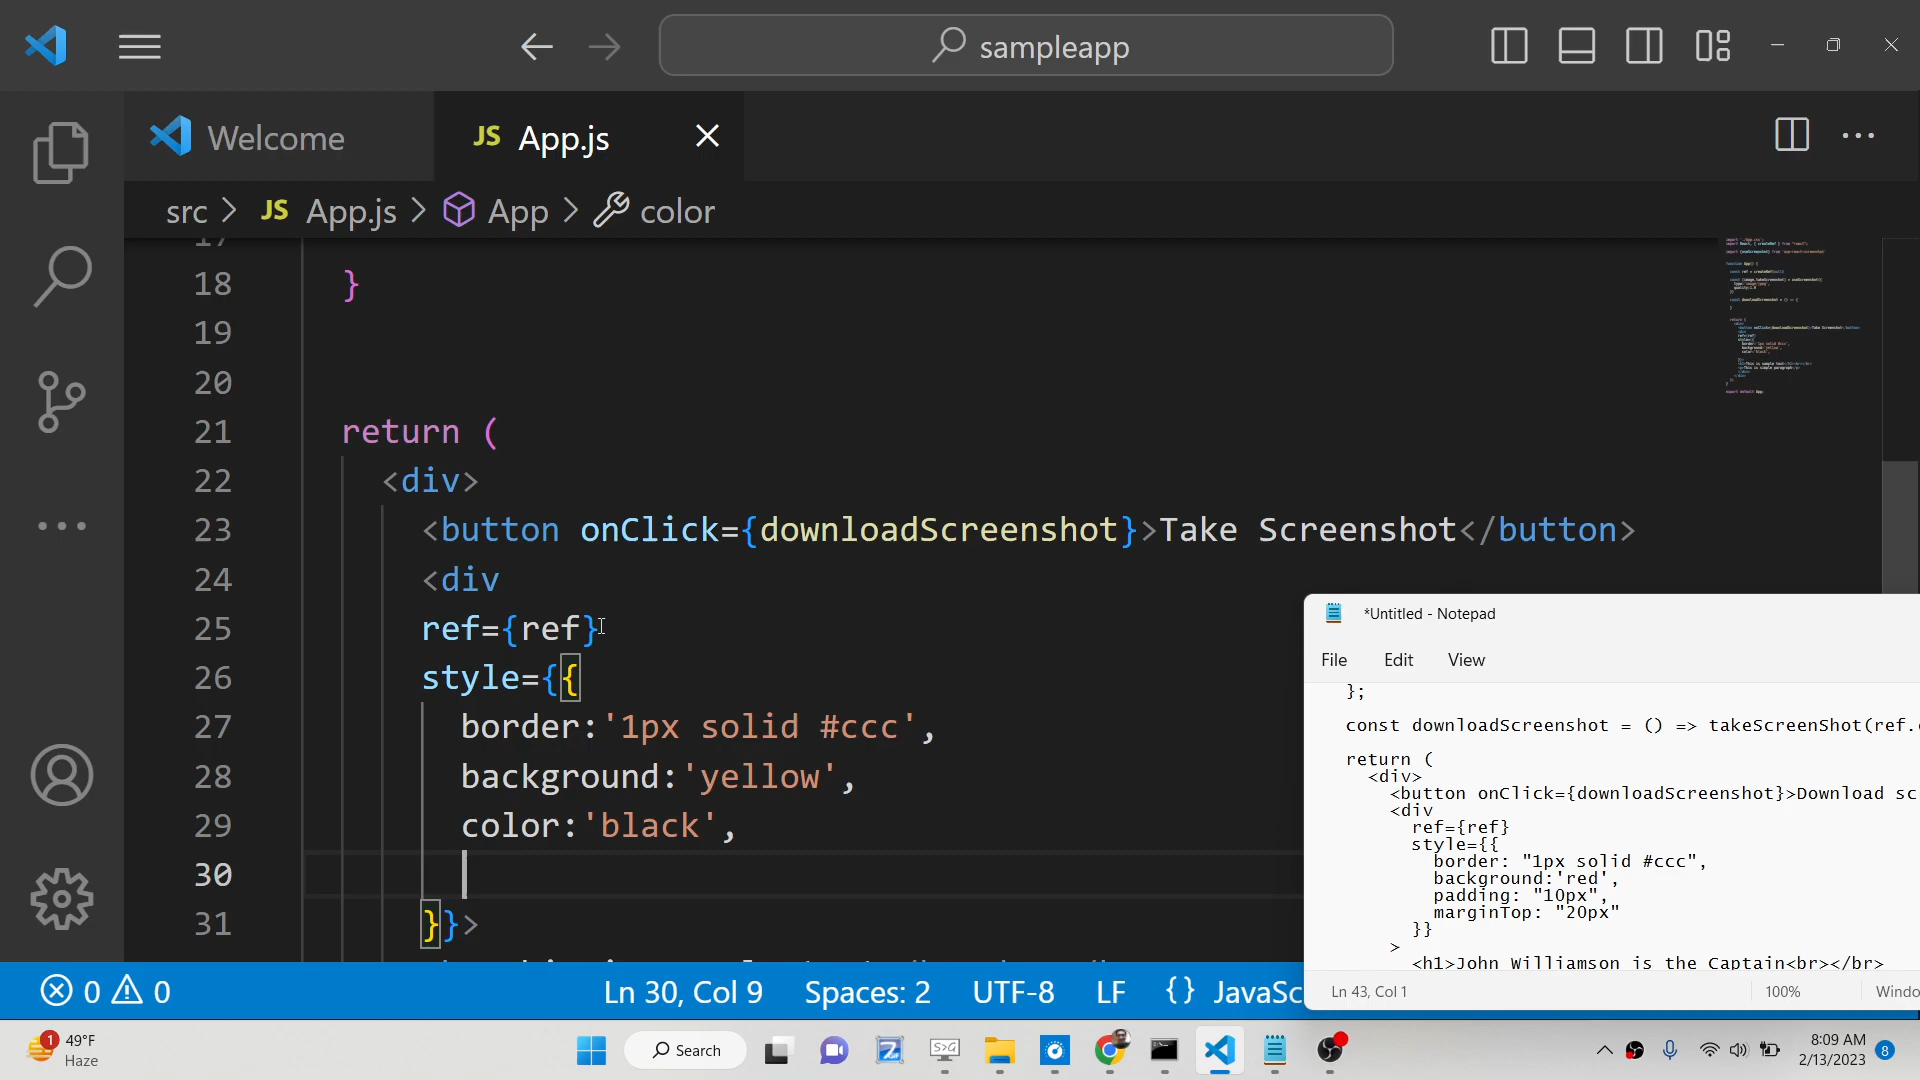 sampleapp
Welcome
JS App.js
src > JS App.js > App > color
17
18 }
19
20
21 return (
22 <div>
23 <button onClick={downloadScreenshot}>Take Screenshot</button>
24 <div
25 ref={ref}
26 style={{
27 border:'1px solid #ccc',
28 background:'yellow',
29 color:'black',
30
31 }}>
*Untitled - Notepad
File Edit View
};
const downloadScreenshot = () => takeScreenShot(ref.
return (
<div>
<button onClick={downloadScreenshot}>Download sc
<div
ref={ref}
style={{
border: "1px solid #ccc",
background:'red',
padding: "10px",
marginTop: "20px"
}}
>
<h1>John Williamson is the Captain<br></br>
Ln 43, Col 1 100% Windo
0 0 Ln 30, Col 9 Spaces: 2 UTF-8 LF {} JavaSc
1 49°F
Haze
Search
S>G
8:09 AM
2/13/2023 8